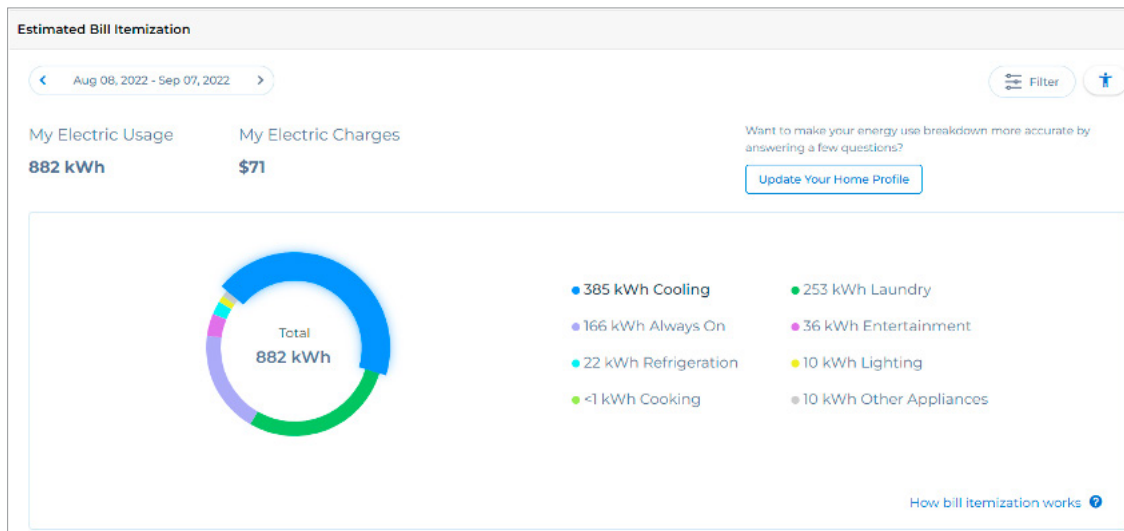 Estimated Bill Itemization
Aug 08, 2022 - Sep 07, 2022
Filter
My Electric Usage
My Electric Charges
882 kWh
$71
Want to make your energy use breakdown more accurate by
answering a few questions?
Update Your Home Profile
Total
882 kWh
385 kWh Cooling
253 kWh Laundry
166 kWh Always On
36 kWh Entertainment
22 kWh Refrigeration
10 kWh Lighting
<1 kWh Cooking
10 kWh Other Appliances
How bill itemization works ?